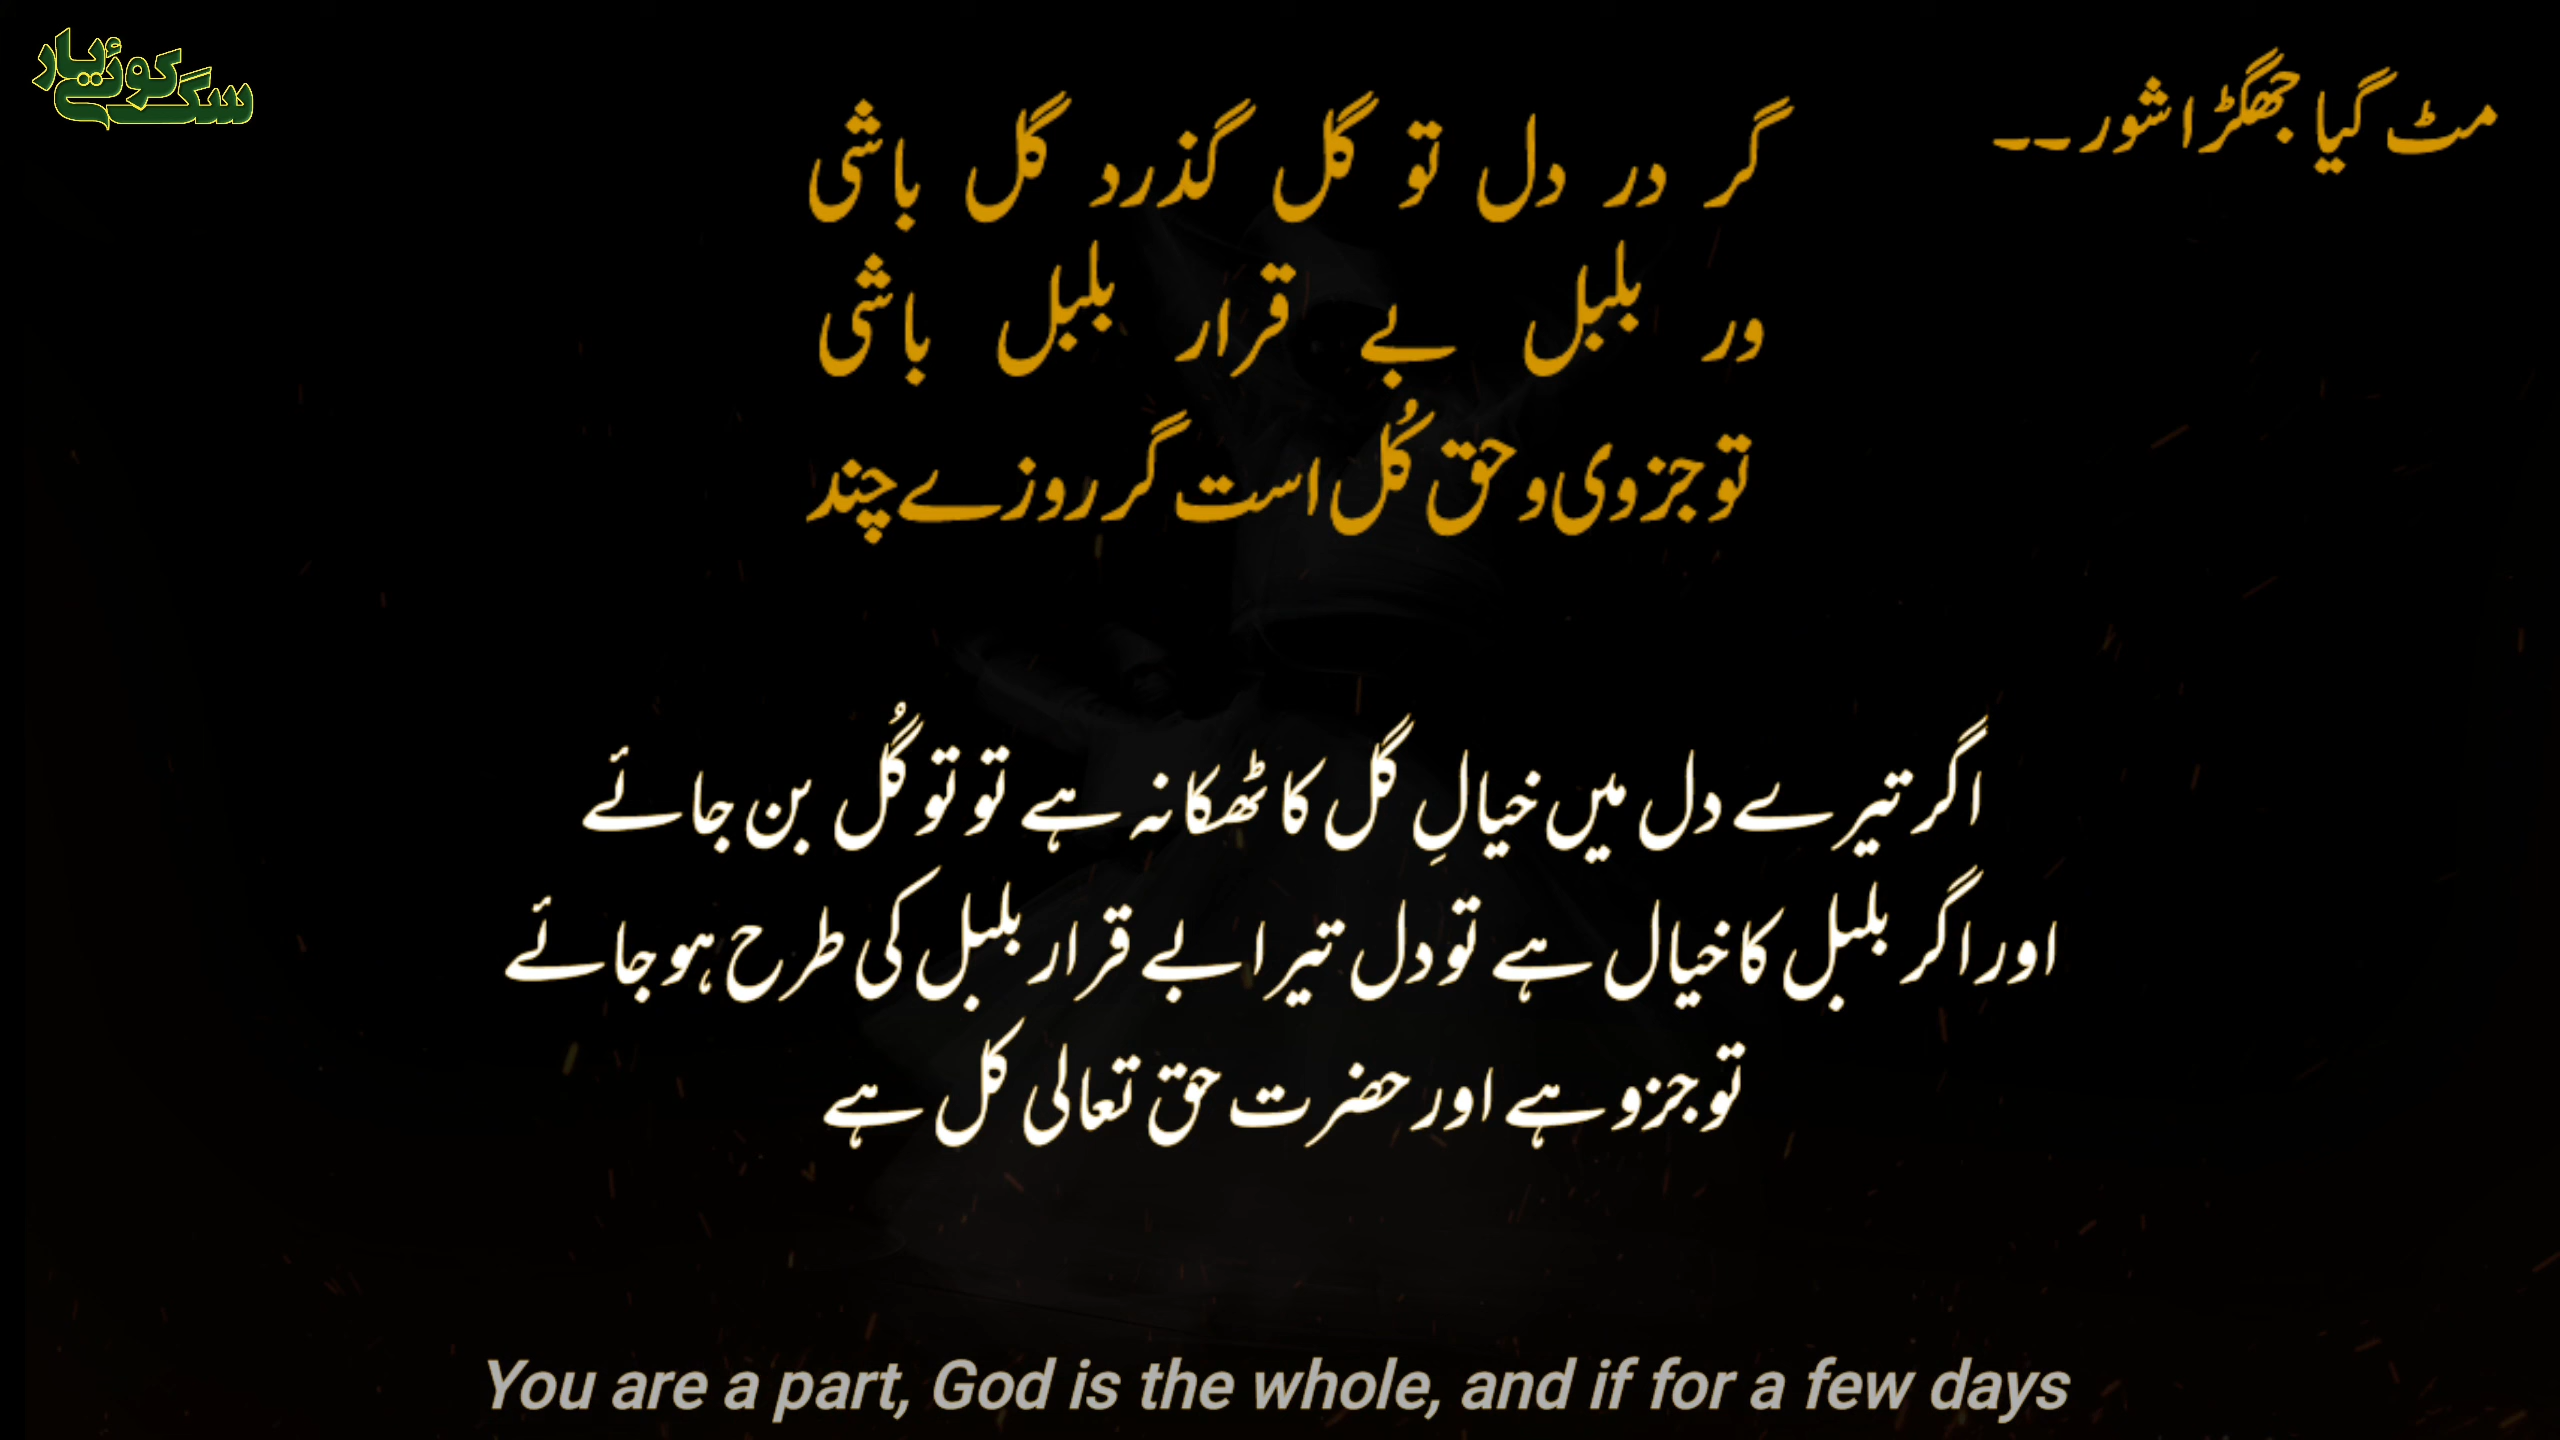 سگ کوئے یار
مٹ گیا جھگڑا شور۔۔
گر در دل تو گل گذرد گل باشی
ور بلبل بے قرار بلبل باشی
تو جزوی و حق کُل است گر روزے چند
اگر تیرے دل میں خیالِ گل کا ٹھکانہ ہے تو تو گُل بن جائے
اور اگر بلبل کا خیال ہے تو دل تیرا بے قرار بلبل کی طرح ہو جائے
تو جزو ہے اور حضرت حق تعالی کل ہے
You are a part, God is the whole, and if for a few days